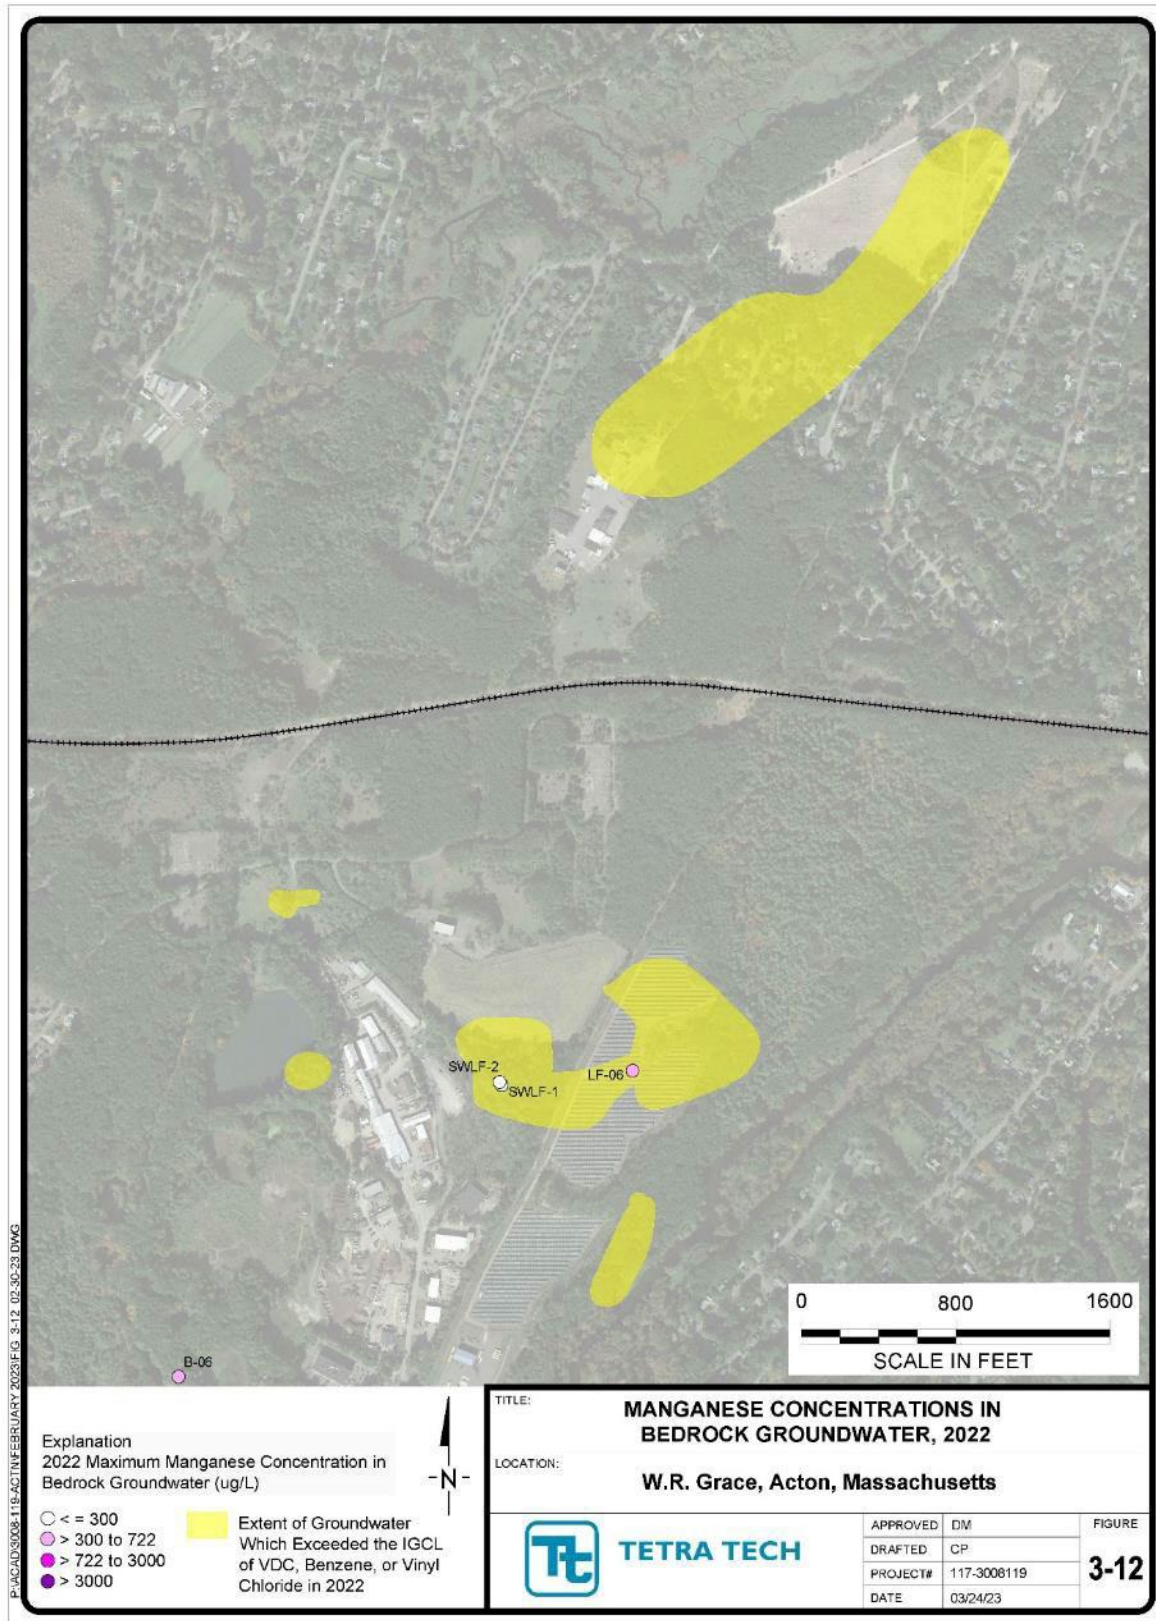 SWLF-2
SWLF-1
LF-06
B-06
0 800 1600
SCALE IN FEET
P:\ACAD\3008-119-ACTN\FEBRUARY 2023\FIG 3-12 02-30-23.DWG
Explanation
2022 Maximum Manganese Concentration in
Bedrock Groundwater (ug/L)
< = 300
> 300 to 722
> 722 to 3000
> 3000
Extent of Groundwater
Which Exceeded the IGCL
of VDC, Benzene, or Vinyl
Chloride in 2022
-N-
TITLE:
MANGANESE CONCENTRATIONS IN
BEDROCK GROUNDWATER, 2022
LOCATION:
W.R. Grace, Acton, Massachusetts
Tt
TETRA TECH
APPROVED DM
DRAFTED CP
PROJECT# 117-3008119
DATE 03/24/23
FIGURE
3-12